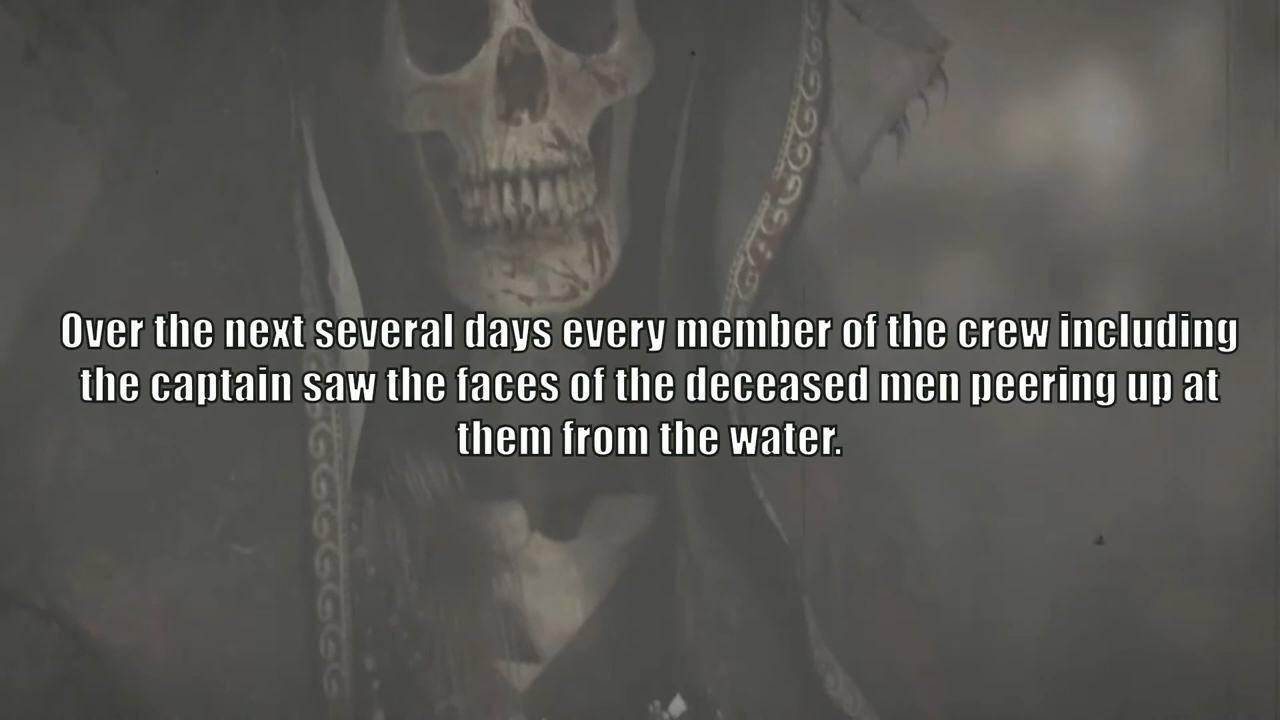 Over the next several days every member of the crew including
the captain saw the faces of the deceased men peering up at
them from the water.